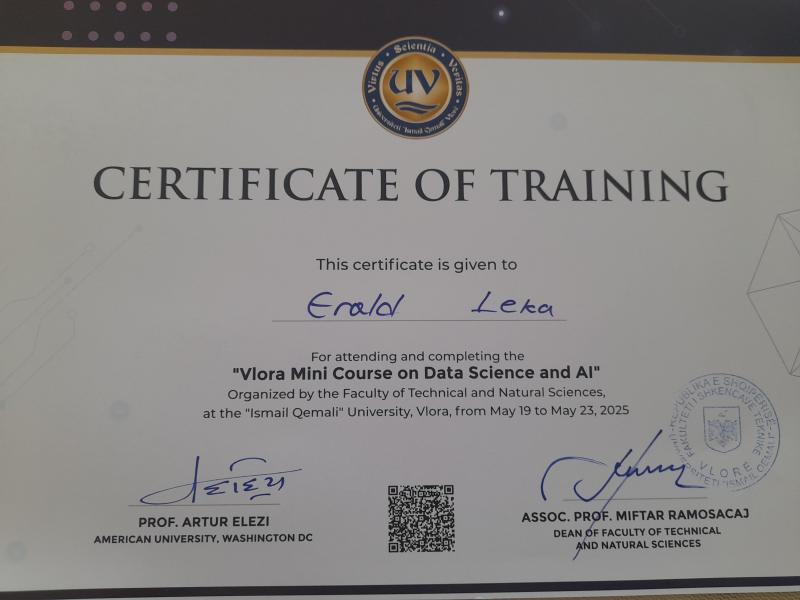 Virtus • Scientia • Veritas
Universiteti "Ismail Qemali" Vlorë
UV
CERTIFICATE OF TRAINING
This certificate is given to
Erald Leka
For attending and completing the
"Vlora Mini Course on Data Science and AI"
Organized by the Faculty of Technical and Natural Sciences,
at the "Ismail Qemali" University, Vlora, from May 19 to May 23, 2025
REPUBLIKA E SHQIPËRISË
FAKULTETI I SHKENCAVE TEKNIKE
UNIVERSITETI "ISMAIL QEMALI"
VLORË
PROF. ARTUR ELEZI
AMERICAN UNIVERSITY, WASHINGTON DC
ASSOC. PROF. MIFTAR RAMOSACAJ
DEAN OF FACULTY OF TECHNICAL
AND NATURAL SCIENCES